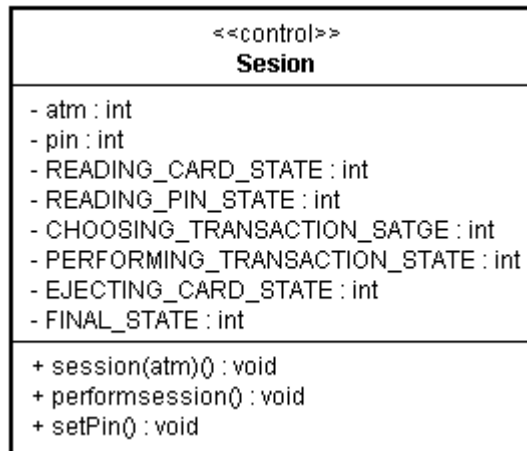 <<control>>
Sesion
- atm : int
- pin : int
- READING_CARD_STATE : int
- READING_PIN_STATE : int
- CHOOSING_TRANSACTION_SATGE : int
- PERFORMING_TRANSACTION_STATE : int
- EJECTING_CARD_STATE : int
- FINAL_STATE : int
+ session(atm)() : void
+ performsession() : void
+ setPin() : void